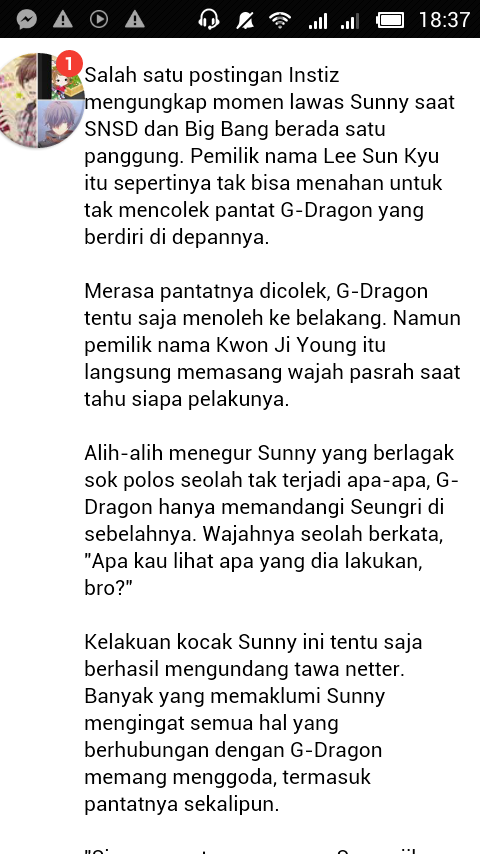 18:37
1
Salah satu postingan Instiz
mengungkap momen lawas Sunny saat
SNSD dan Big Bang berada satu
panggung. Pemilik nama Lee Sun Kyu
itu sepertinya tak bisa menahan untuk
tak mencolek pantat G-Dragon yang
berdiri di depannya.
Merasa pantatnya dicolek, G-Dragon
tentu saja menoleh ke belakang. Namun
pemilik nama Kwon Ji Young itu
langsung memasang wajah pasrah saat
tahu siapa pelakunya.
Alih-alih menegur Sunny yang berlagak
sok polos seolah tak terjadi apa-apa, G-
Dragon hanya memandangi Seungri di
sebelahnya. Wajahnya seolah berkata,
"Apa kau lihat apa yang dia lakukan,
bro?"
Kelakuan kocak Sunny ini tentu saja
berhasil mengundang tawa netter.
Banyak yang memaklumi Sunny
mengingat semua hal yang
berhubungan dengan G-Dragon
memang menggoda, termasuk
pantatnya sekalipun.